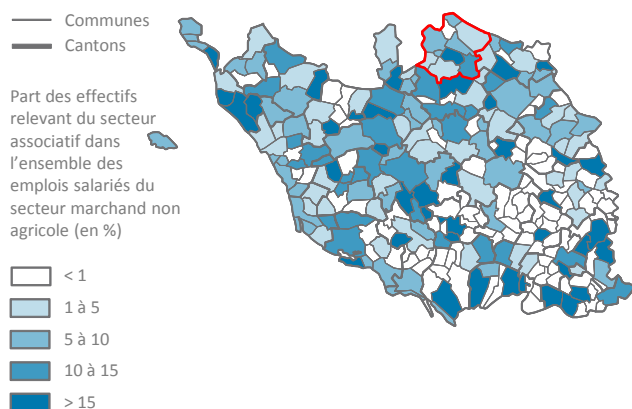 Communes
Cantons
Part des effectifs
relevant du secteur
associatif dans
l'ensemble des
emplois salariés du
secteur marchand non
agricole (en %)
< 1
1 à 5
5 à 10
10 à 15
> 15